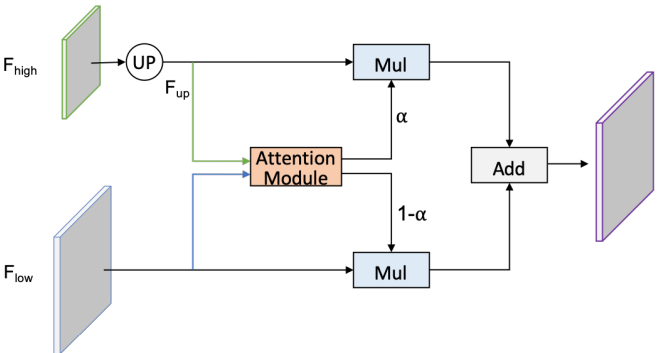 F_high
UP
F_up
Mul
α
Attention
Module
Add
1-α
F_low
Mul